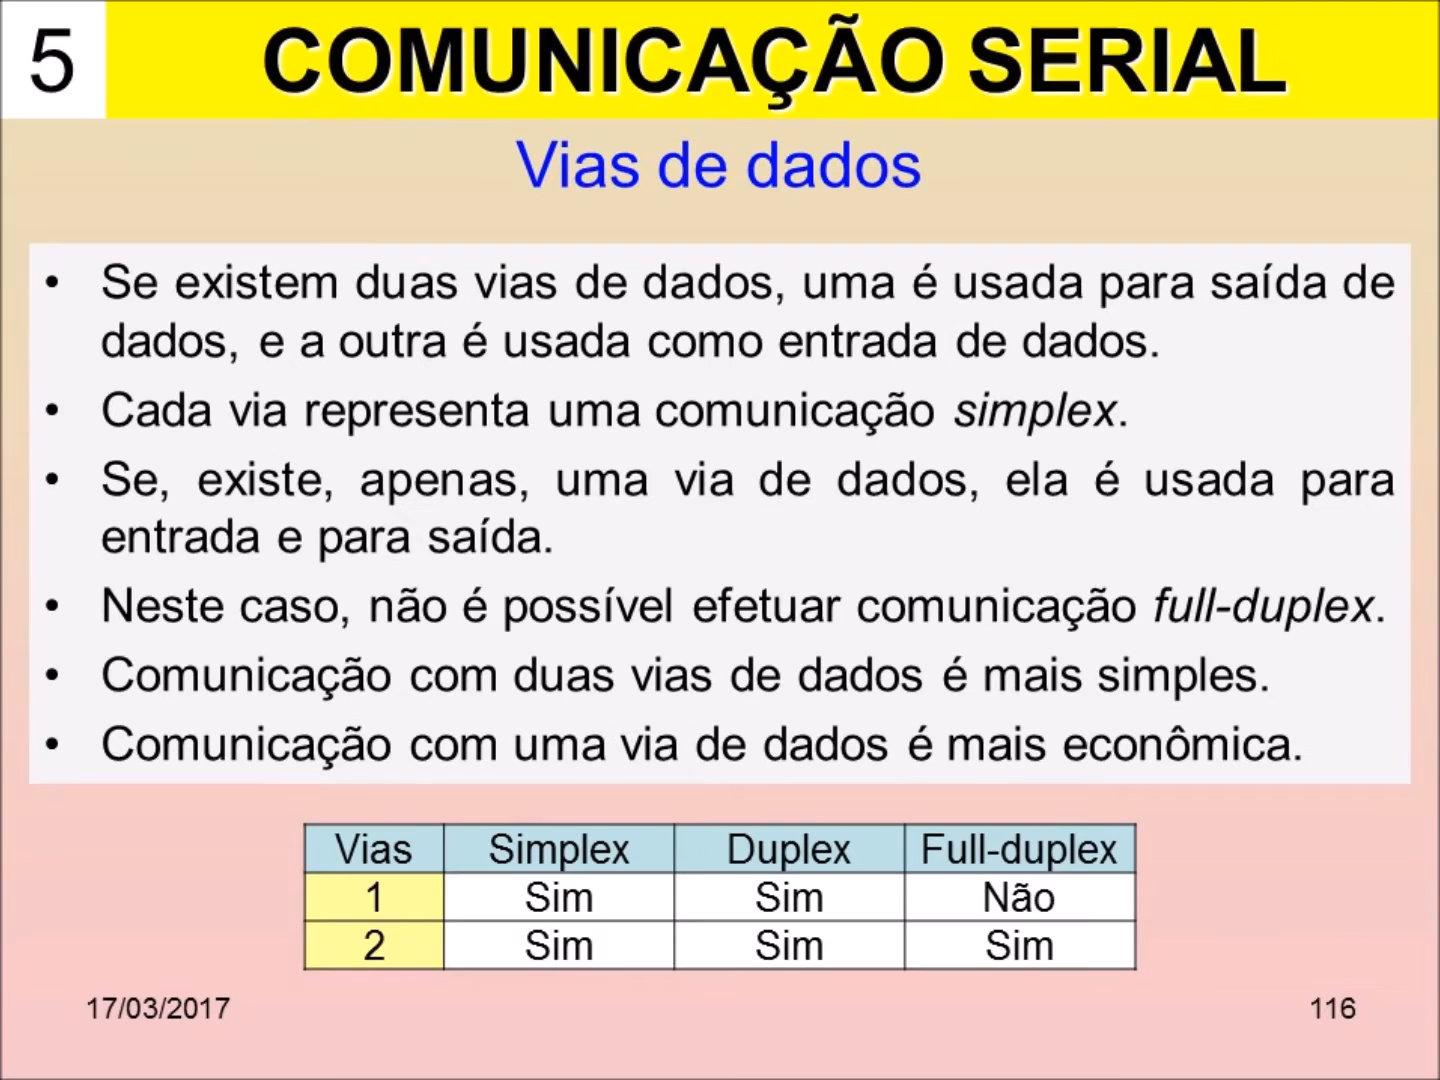 5
COMUNICAÇÃO SERIAL
Vias de dados
• Se existem duas vias de dados, uma é usada para saída de
dados, e a outra é usada como entrada de dados.
• Cada via representa uma comunicação simplex.
• Se, existe, apenas, uma via de dados, ela é usada para
entrada e para saída.
• Neste caso, não é possível efetuar comunicação full-duplex.
• Comunicação com duas vias de dados é mais simples.
• Comunicação com uma via de dados é mais econômica.
Vias Simplex Duplex Full-duplex
1 Sim Sim Não
2 Sim Sim Sim
17/03/2017 116